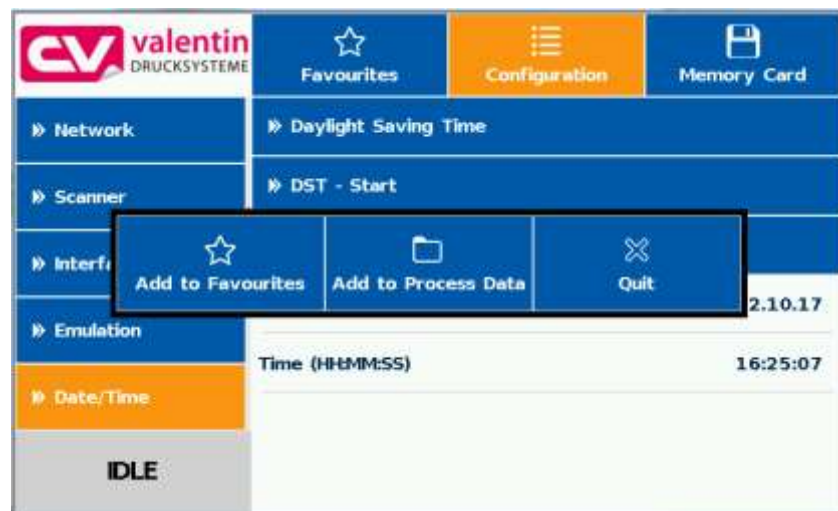 CV valentin
DRUCKSYSTEME
Favourites
Configuration
Memory Card
» Network
» Daylight Saving Time
» Scanner
» DST - Start
» Interf
Add to Favourites
Add to Process Data
Quit
2.10.17
» Emulation
Time (HH:MM:SS)
16:25:07
» Date/Time
IDLE